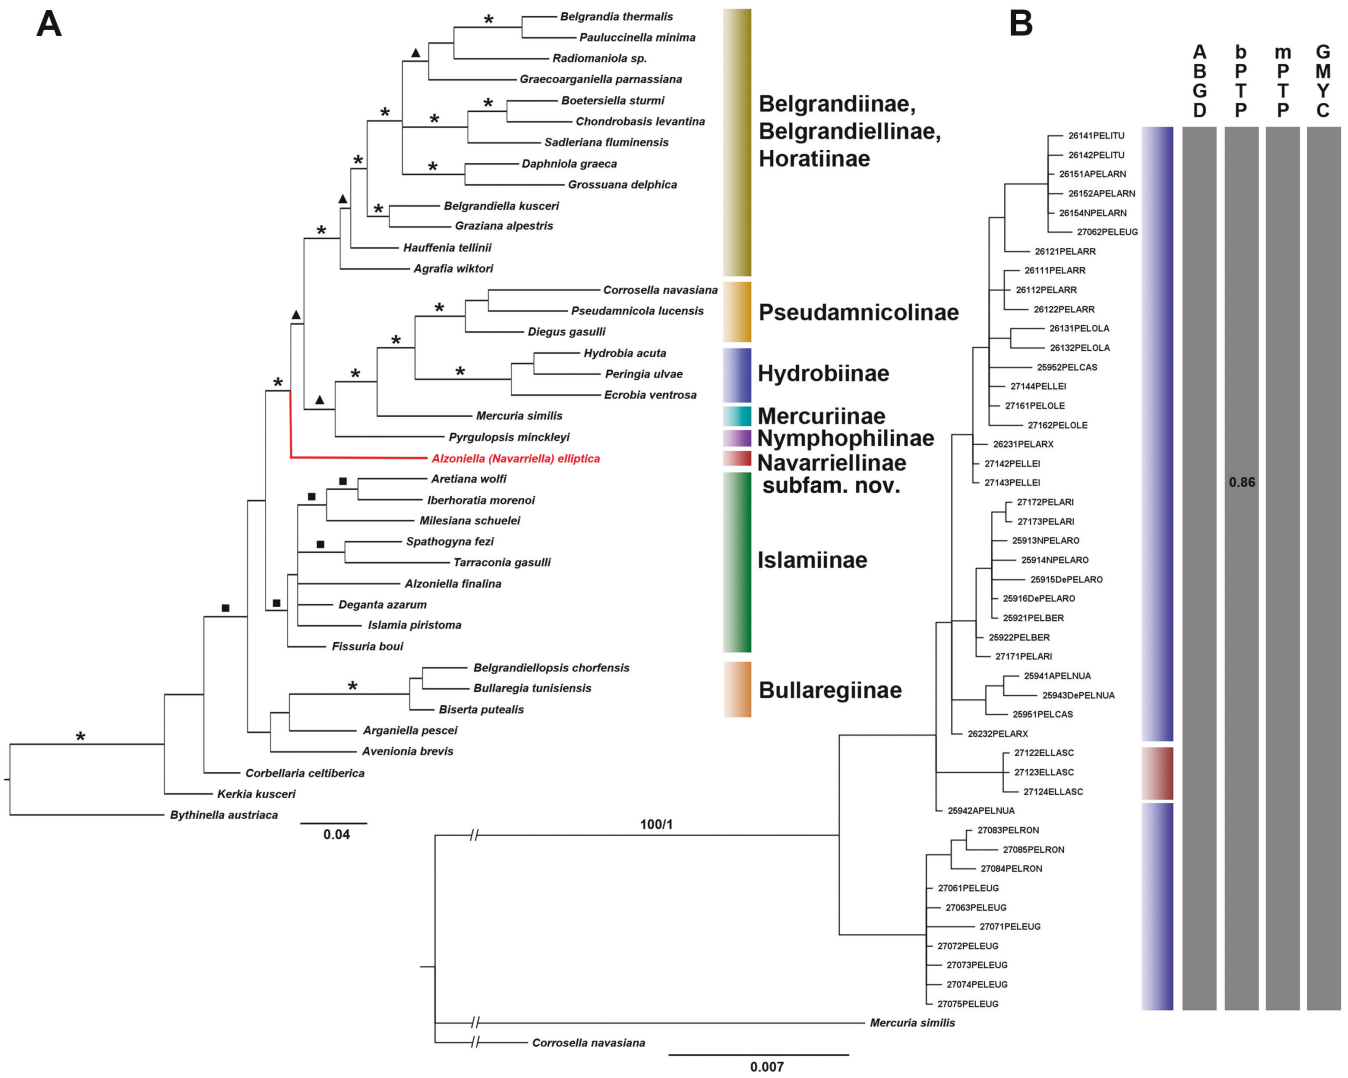 A
Belgrandia thermalis
Pauluccinella minima
Radiomaniola sp.
Graecoarganiella parnassiana
Boetersiella sturmi
Chondrobasis levantina
Sadleriana fluminensis
Daphniola graeca
Grossuana delphica
Belgrandiella kusceri
Graziana alpestris
Hauffenia tellinii
Agrafia wiktori
Corrosella navasiana
Pseudamnicola lucensis
Diegus gasulli
Hydrobia acuta
Peringia ulvae
Ecrobia ventrosa
Mercuria similis
Pyrgulopsis minckleyi
Alzoniella (Navarriella) elliptica
Aretiana wolfi
Iberhoratia morenoi
Milesiana schuelei
Spathogyna fezi
Tarraconia gasulli
Alzoniella finalina
Deganta azarum
Islamia piristoma
Fissuria boui
Belgrandiellopsis chorfensis
Bullaregia tunisiensis
Biserta putealis
Arganiella pescei
Avenionia brevis
Corbellaria celtiberica
Kerkia kusceri
Bythinella austriaca
0.04
Belgrandiinae,
Belgrandiellinae,
Horatiinae
Pseudamnicolinae
Hydrobiinae
Mercuriinae
Nymphophilinae
Navarriellinae
subfam. nov.
Islamiinae
Bullaregiinae
B
ABGD
bPTP
mPTP
GMYC
26141PELITU
26142PELITU
26151APELARN
26152APELARN
26154NPELARN
27062PELEUG
26121PELARR
26111PELARR
26112PELARR
26122PELARR
26131PELOLA
26132PELOLA
25952PELCAS
27144PELLEI
27161PELOLE
27162PELOLE
26231PELARX
27142PELLEI
27143PELLEI
27172PELARI
27173PELARI
25913NPELARO
25914NPELARO
25915DePELARO
25916DePELARO
25921PELBER
25922PELBER
27171PELARI
25941APELNUA
25943DePELNUA
25951PELCAS
26232PELARX
27122ELLASC
27123ELLASC
27124ELLASC
25942APELNUA
27083PELRON
27085PELRON
27084PELRON
27061PELEUG
27063PELEUG
27071PELEUG
27072PELEUG
27073PELEUG
27074PELEUG
27075PELEUG
Mercuria similis
Corrosella navasiana
100/1
0.86
0.007